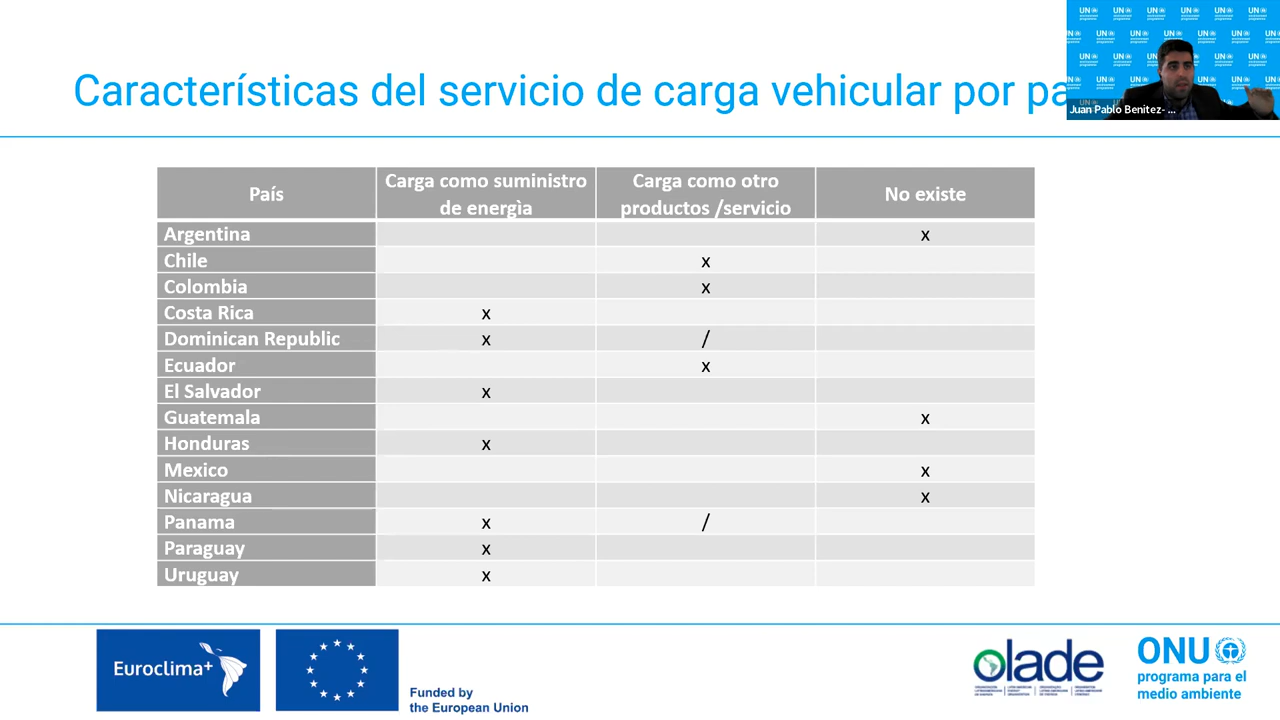 Características del servicio de carga vehicular por pa
Juan Pablo Benitez- ...
País Carga como suministro de energìa Carga como otro productos /servicio No existe
Argentina x
Chile x
Colombia x
Costa Rica x
Dominican Republic x /
Ecuador x
El Salvador x
Guatemala x
Honduras x
Mexico x
Nicaragua x
Panama x /
Paraguay x
Uruguay x
Euroclima+
Funded by
the European Union
olade
ONU
programa para el
medio ambiente